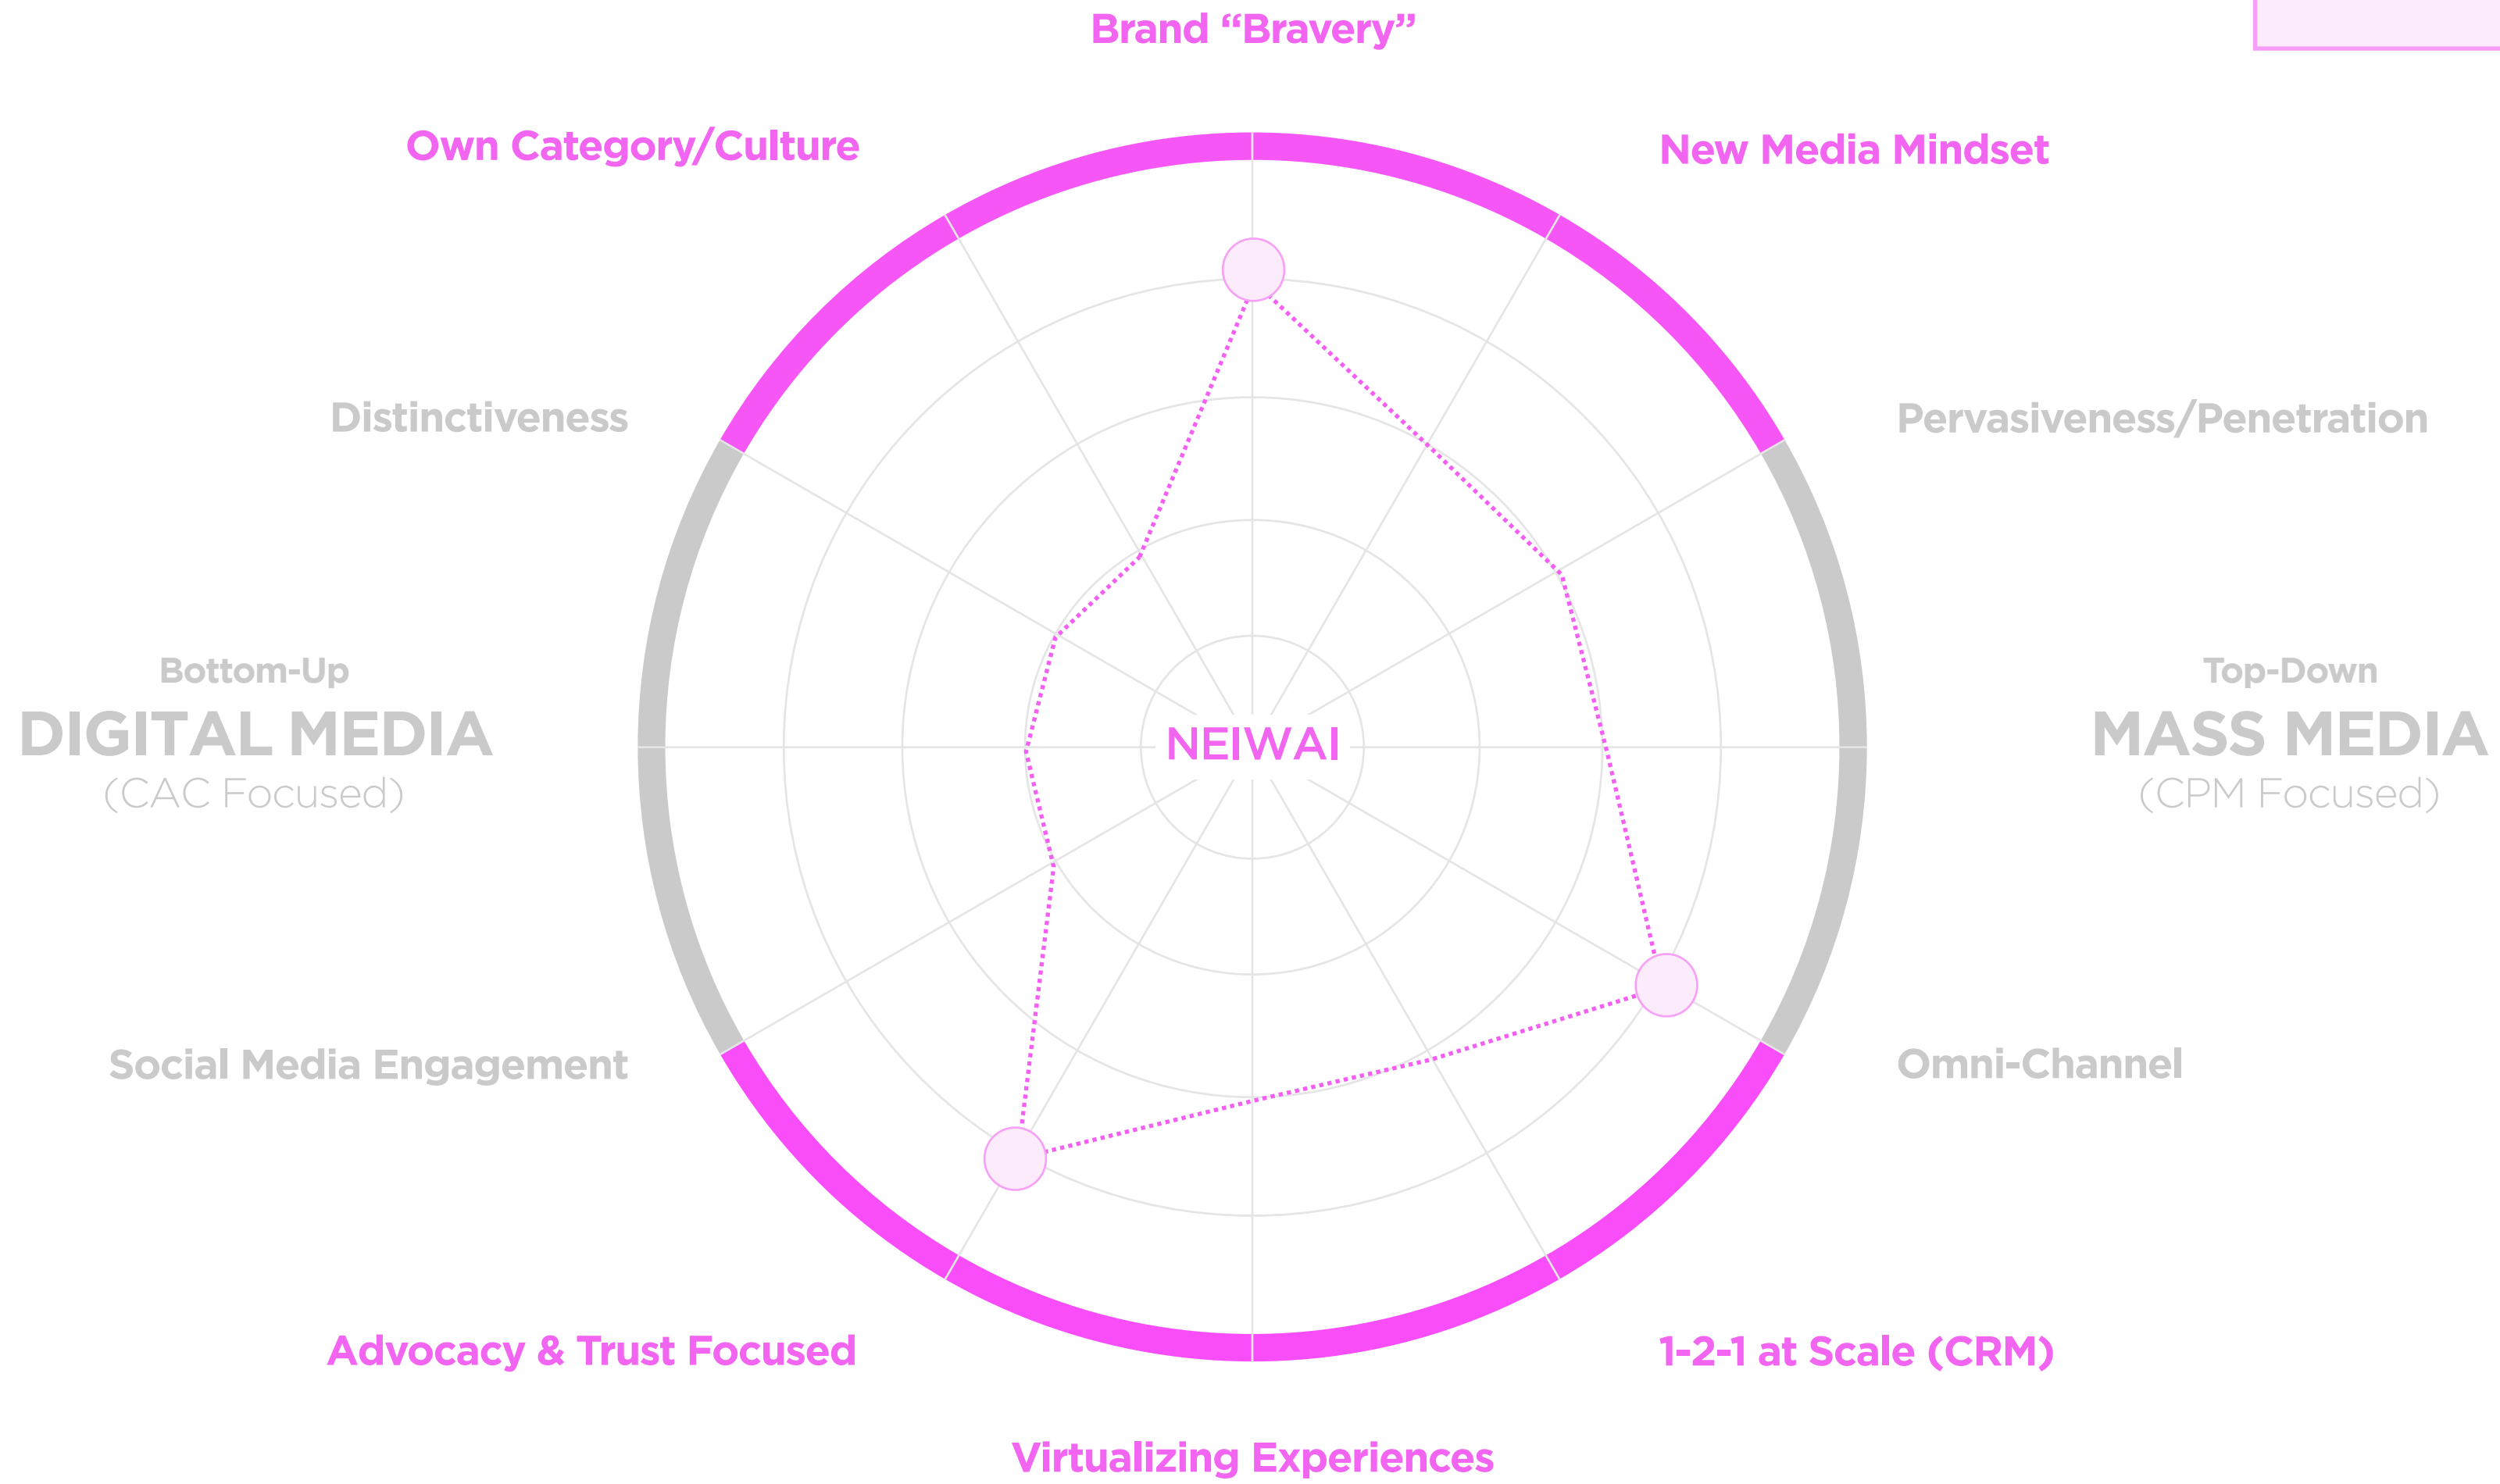 Brand “Bravery”
Own Category/Culture
New Mindset
Distinctiveness
Pervasiveness/Penetration
Bottom-Up
DIGITAL MEDIA
(CAC Focused)
NEWAI
Top-Down
MASS MEDIA
(CPM Focused)
Social Media Engagement
Omni-Channel
Advocacy & Trust Focused
1-2-1 at Scale (CRM)
Virtualizing Experiences